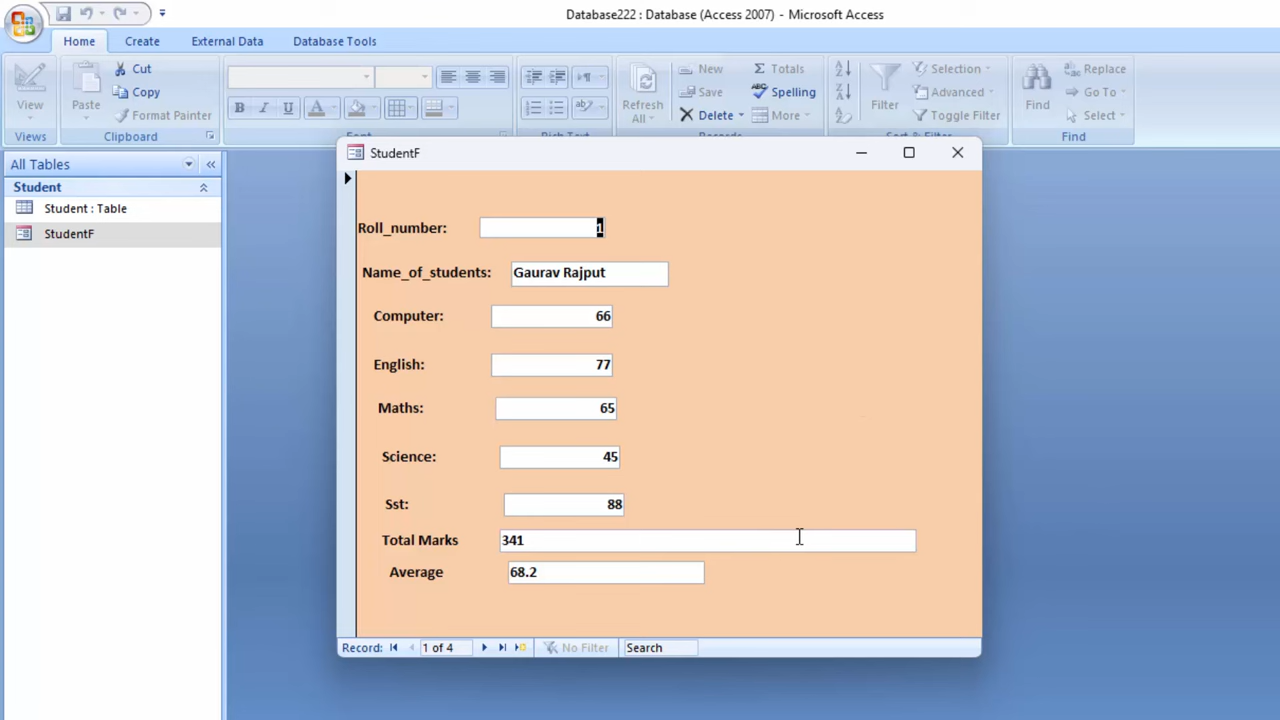 Database222 : Database (Access 2007) - Microsoft Access
Home Create External Data Database Tools
View
Views
Paste
Cut
Copy
Format Painter
Clipboard
B I U A
Refresh
All
New
Save
Delete
Totals
Spelling
More
Filter
Selection
Advanced
Toggle Filter
Find
Replace
Go To
Select
Find
All Tables
Student
Student : Table
StudentF
StudentF
Roll_number: 1
Name_of_students: Gaurav Rajput
Computer: 66
English: 77
Maths: 65
Science: 45
Sst: 88
Total Marks 341
Average 68.2
Record: 1 of 4 No Filter Search